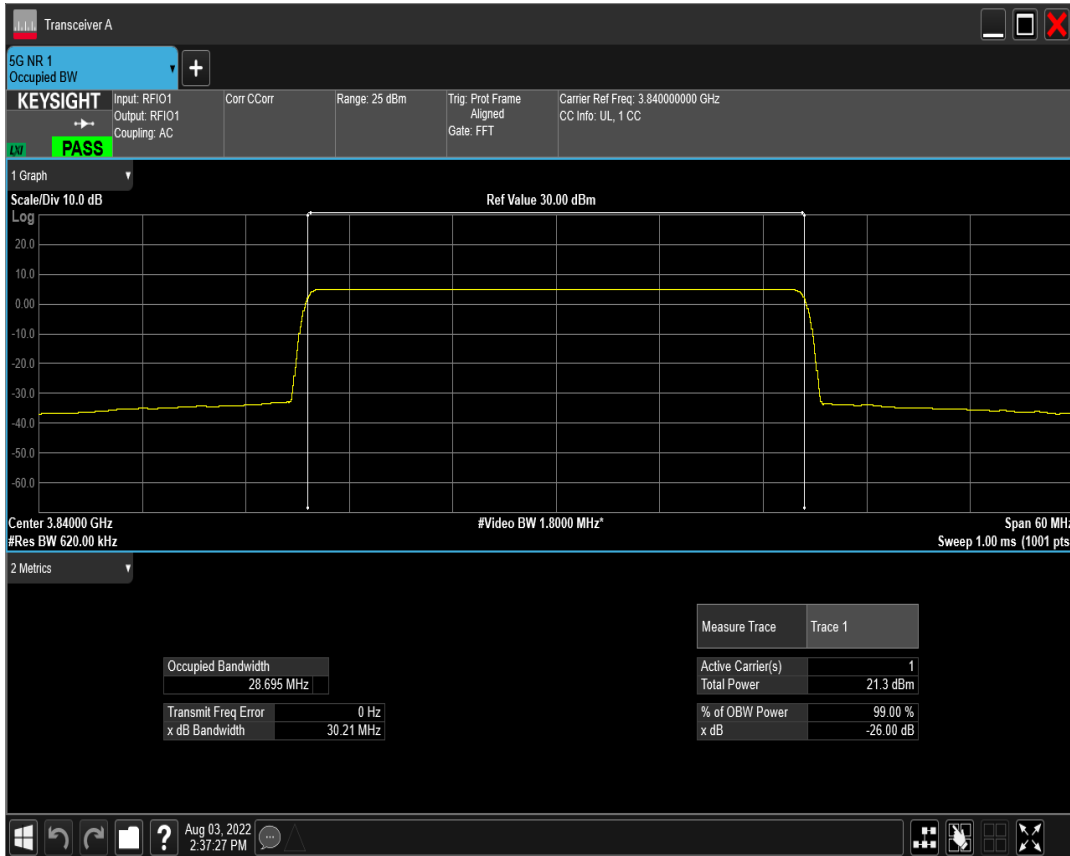 Transceiver A
5G NR 1
Occupied BW
KEYSIGHT
LXI
PASS
Input: RFIO1
Output: RFIO1
Coupling: AC
Corr CCorr
Range: 25 dBm
Trig: Prot Frame
Aligned
Gate: FFT
Carrier Ref Freq: 3.840000000 GHz
CC Info: UL, 1 CC
1 Graph
Scale/Div 10.0 dB
Ref Value 30.00 dBm
Log
20.0
10.0
0.00
-10.0
-20.0
-30.0
-40.0
-50.0
-60.0
Center 3.84000 GHz
#Video BW 1.8000 MHz*
Span 60 MHz
#Res BW 620.00 kHz
Sweep 1.00 ms (1001 pts
2 Metrics
Measure Trace Trace 1
Occupied Bandwidth
28.695 MHz
Active Carrier(s) 1
Total Power 21.3 dBm
Transmit Freq Error 0 Hz
x dB Bandwidth 30.21 MHz
% of OBW Power 99.00 %
x dB -26.00 dB
Aug 03, 2022
2:37:27 PM